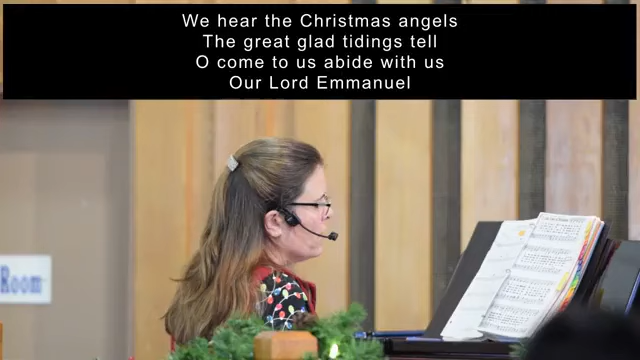 We hear the Christmas angels
The great glad tidings tell
O come to us abide with us
Our Lord Emmanuel
Room